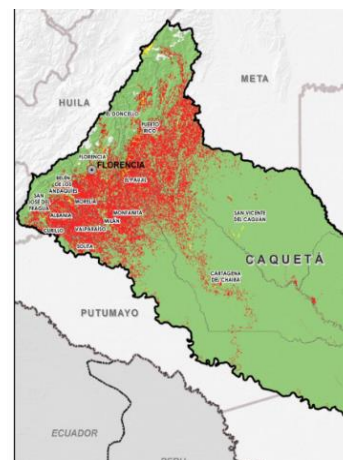 META
HUILA
EL DONCELLO
PUERTO
RICO
FLORENCIA
FLORENCIA
BELÉN
DE LOS
ANDAQUÍES
EL PAUJIL
SAN
JOSÉ DE
FRAGUA
MORELIA
ALBANIA
MONTAÑITA
MILÁN
CURILLO
VALPARAÍSO
SOLITA
SAN VICENTE
DEL CAGUÁN
CAQUETÁ
CARTAGENA
DEL CHAIRÁ
PUTUMAYO
ECUADOR
PERÚ